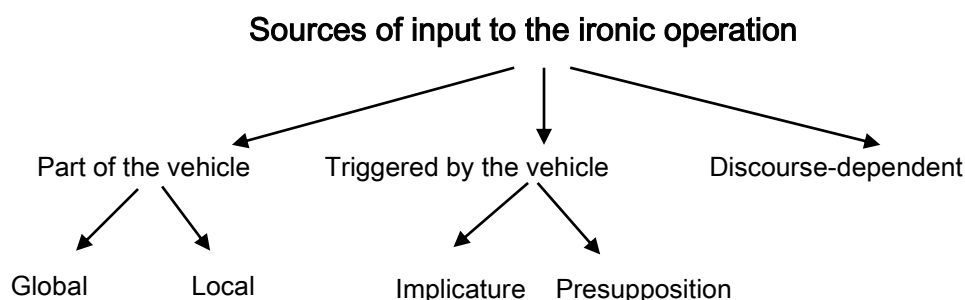 Sources of input to the ironic operation
Part of the vehicle Triggered by the vehicle Discourse-dependent
Global Local Implicature Presupposition